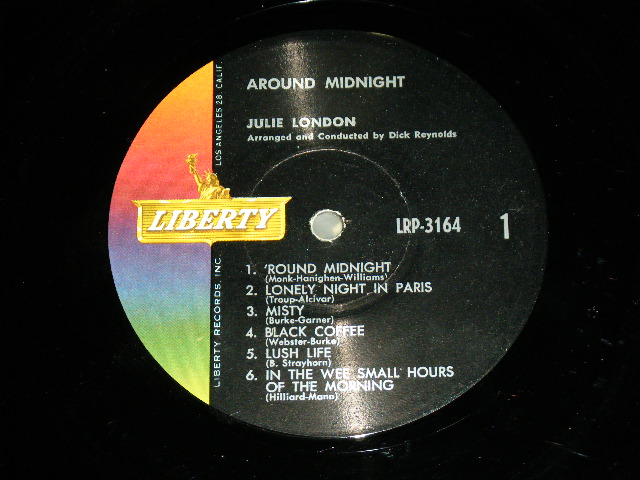 AROUND MIDNIGHT
JULIE LONDON
Arranged and Conducted by Dick Reynolds
LIBERTY
LRP-3164
1
1. 'ROUND MIDNIGHT
(Monk-Hanighen-Williams)
2. LONELY NIGHT IN PARIS
(Troup-Alcivar)
3. MISTY
(Burke-Garner)
4. BLACK COFFEE
(Webster-Burke)
5. LUSH LIFE
(B. Strayhorn)
6. IN THE WEE SMALL HOURS
OF THE MORNING
(Hilliard-Mann)
LIBERTY RECORDS, INC.
LOS ANGELES 28, CALIF.